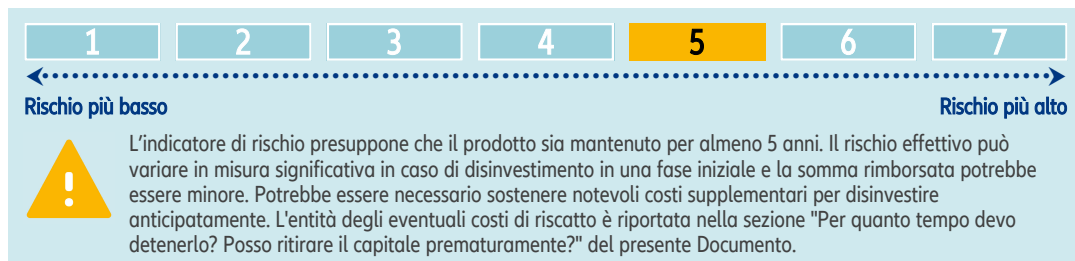 1 2 3 4 5 6 7
Rischio più basso Rischio più alto
L'indicatore di rischio presuppone che il prodotto sia mantenuto per almeno 5 anni. Il rischio effettivo può
variare in misura significativa in caso di disinvestimento in una fase iniziale e la somma rimborsata potrebbe
essere minore. Potrebbe essere necessario sostenere notevoli costi supplementari per disinvestire
anticipatamente. L'entità degli eventuali costi di riscatto è riportata nella sezione "Per quanto tempo devo
detenerlo? Posso ritirare il capitale prematuramente?" del presente Documento.